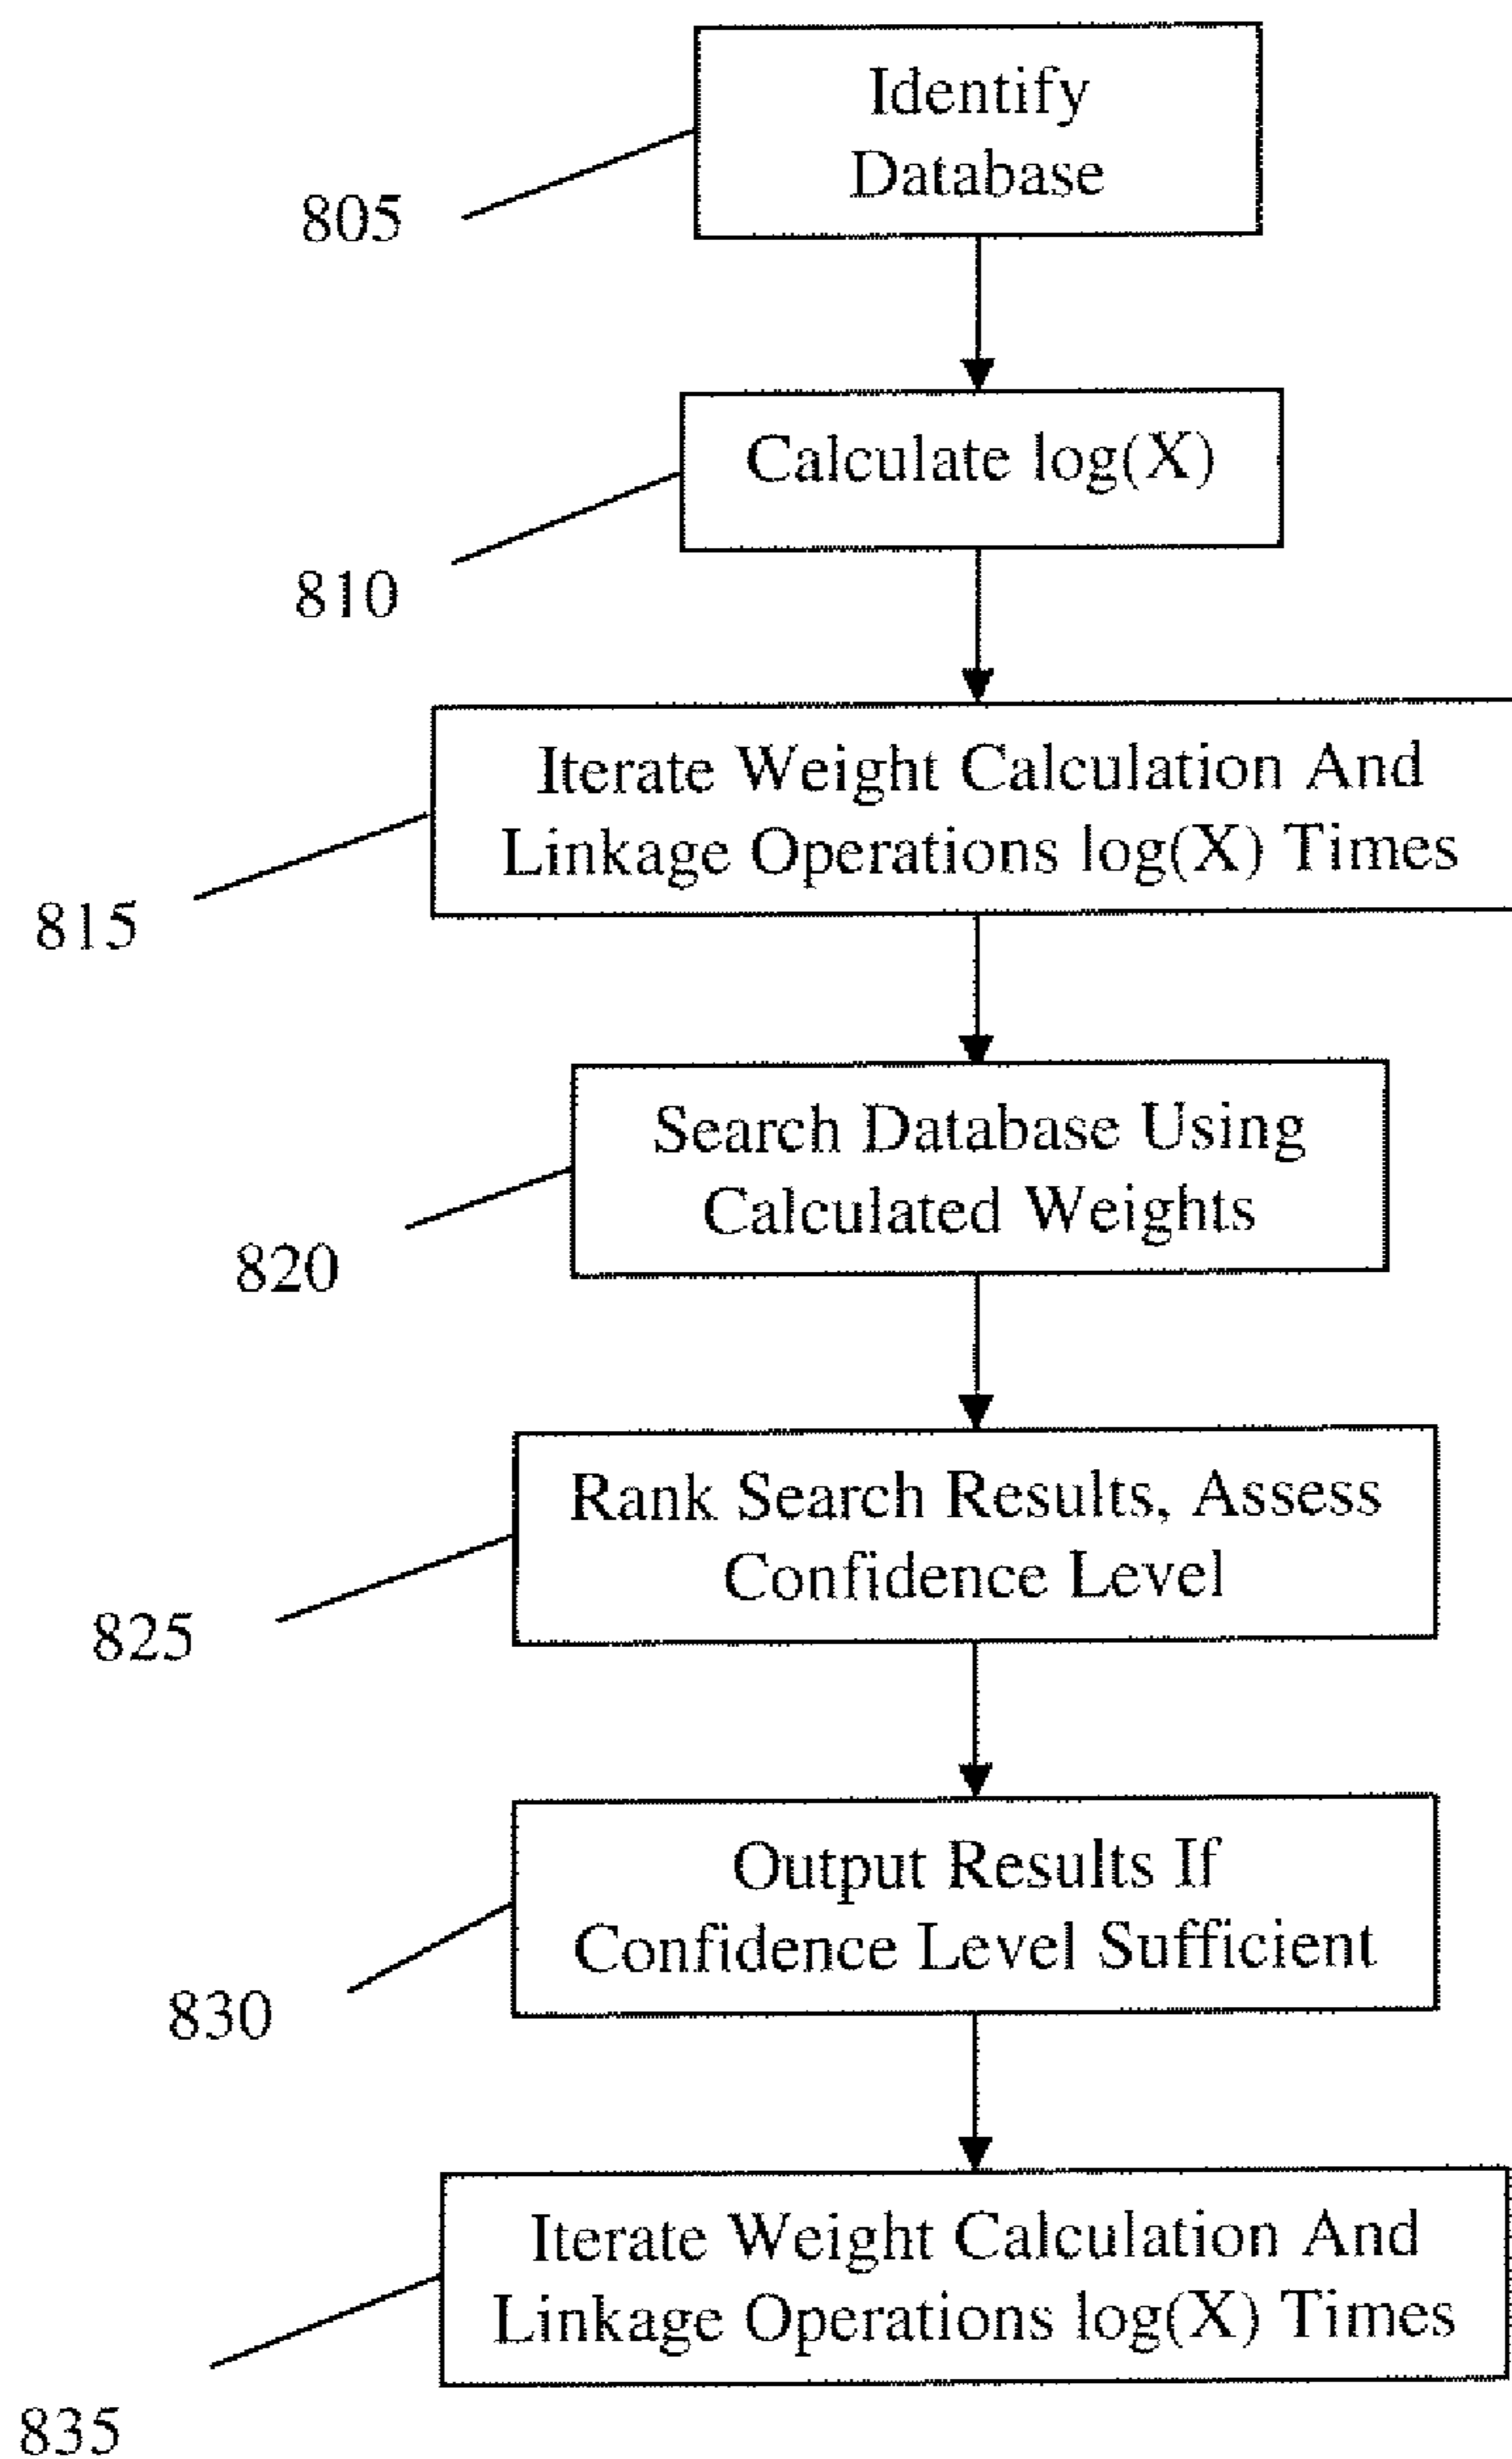 Identify
Database
805
Calculate log(X)
810
Iterate Weight Calculation And
Linkage Operations log(X) Times
815
Search Database Using
Calculated Weights
820
Rank Search Results, Assess
Confidence Level
825
Output Results If
Confidence Level Sufficient
830
Iterate Weight Calculation And
Linkage Operations log(X) Times
835